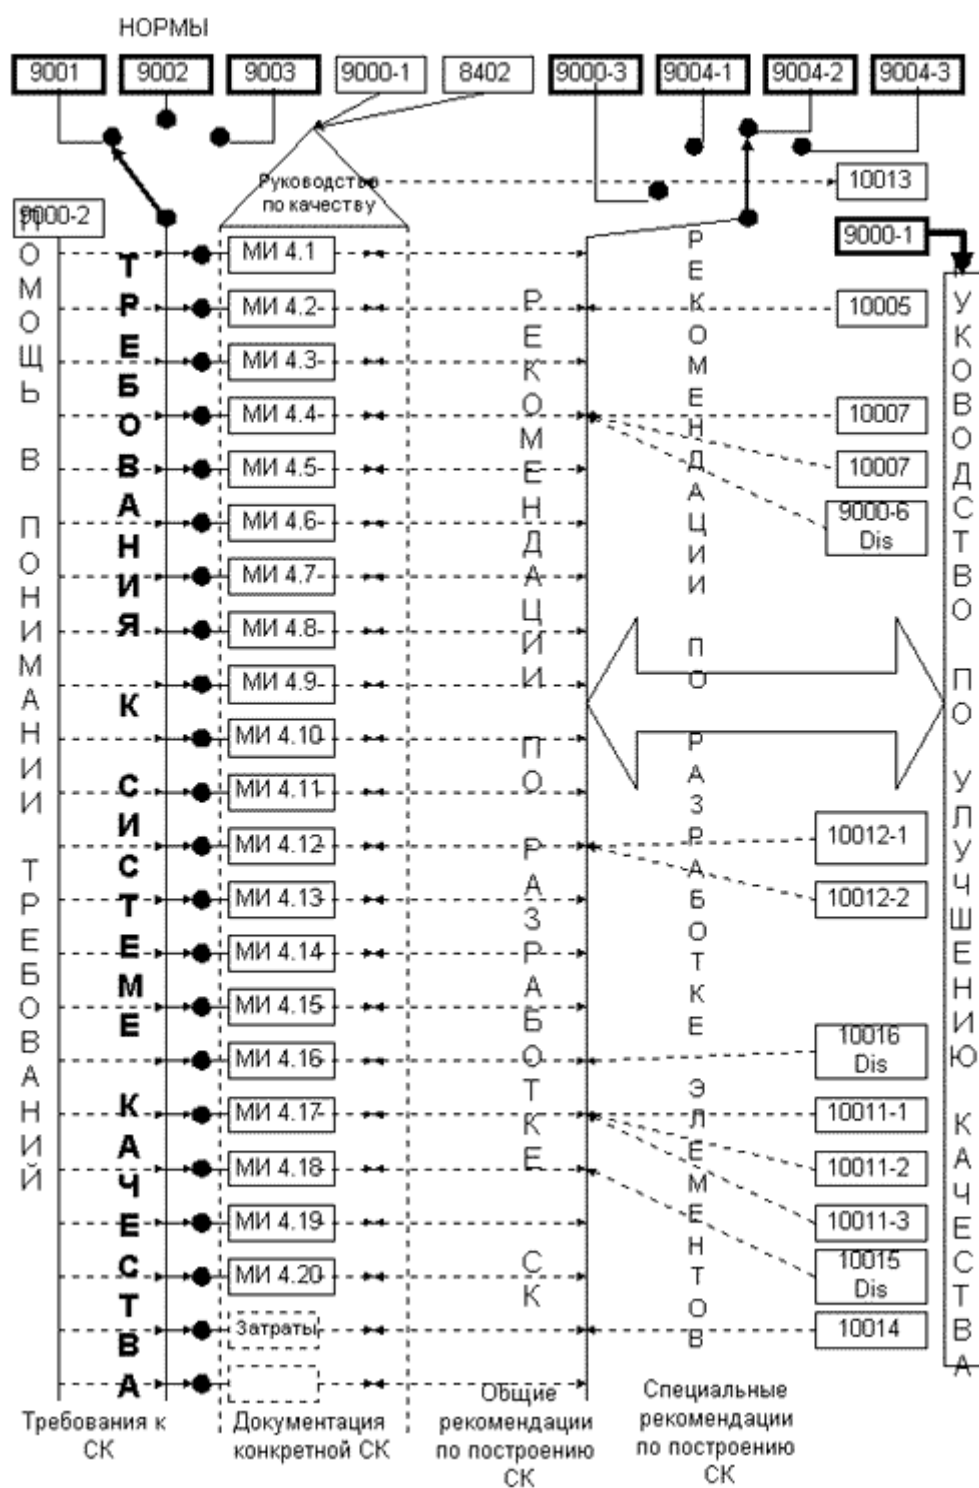 НОРМЫ
9001
9002
9003
9000-1
8402
9000-3
9004-1
9004-2
9004-3
Руководство
по качеству
10013
9000-2
9000-1
ПОМОЩЬ В ПОНИМАНИИ ТРЕБОВАНИЙ
ТРЕБОВАНИЯ К СИСТЕМЕ КАЧЕСТВА
МИ 4.1
МИ 4.2
МИ 4.3
МИ 4.4
МИ 4.5
МИ 4.6
МИ 4.7
МИ 4.8
МИ 4.9
МИ 4.10
МИ 4.11
МИ 4.12
МИ 4.13
МИ 4.14
МИ 4.15
МИ 4.16
МИ 4.17
МИ 4.18
МИ 4.19
МИ 4.20
Затраты
РЕКОМЕНДАЦИИ ПО РАЗРАБОТКЕ СК
РЕКОМЕНДАЦИИ ПО РАЗРАБОТКЕ ЭЛЕМЕНТОВ
10005
10007
10007
9000-6
Dis
10012-1
10012-2
10016
Dis
10011-1
10011-2
10011-3
10015
Dis
10014
РУКОВОДСТВО ПО УЛУЧШЕНИЮ КАЧЕСТВА
Требования к
СК
Документация
конкретной СК
Общие
рекомендации
по построению
СК
Специальные
рекомендации
по построению
СК